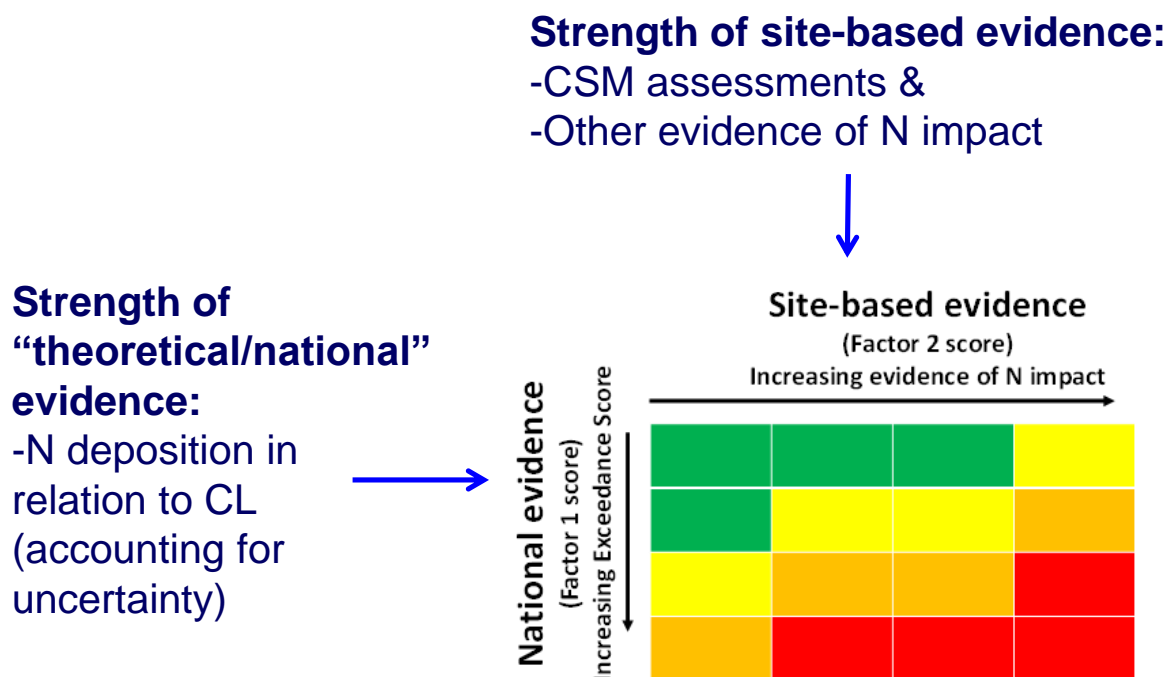 Strength of site-based evidence:
-CSM assessments &
-Other evidence of N impact
Strength of
“theoretical/national”
evidence:
-N deposition in
relation to CL
(accounting for
uncertainty)
Site-based evidence
(Factor 2 score)
Increasing evidence of N impact
National evidence
(Factor 1 score)
Increasing Exceedance Score